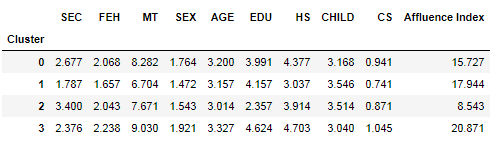 SEC FEH MT SEX AGE EDU HS CHILD CS Affluence Index
Cluster
0 2.677 2.068 8.282 1.764 3.200 3.991 4.377 3.168 0.941 15.727
1 1.787 1.657 6.704 1.472 3.157 4.157 3.037 3.546 0.741 17.944
2 3.400 2.043 7.671 1.543 3.014 2.357 3.914 3.514 0.871 8.543
3 2.376 2.238 9.030 1.921 3.327 4.624 4.703 3.040 1.045 20.871